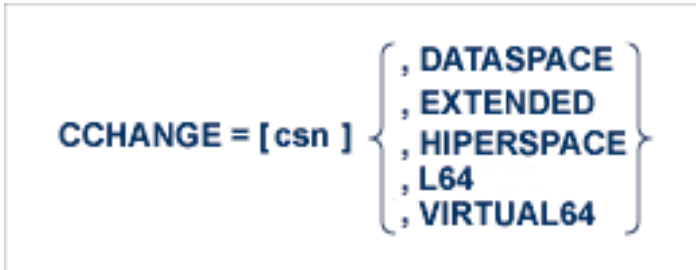 , DATASPACE
, EXTENDED
CCHANGE = [ csn ] { , HIPERSPACE }
, L64
, VIRTUAL64